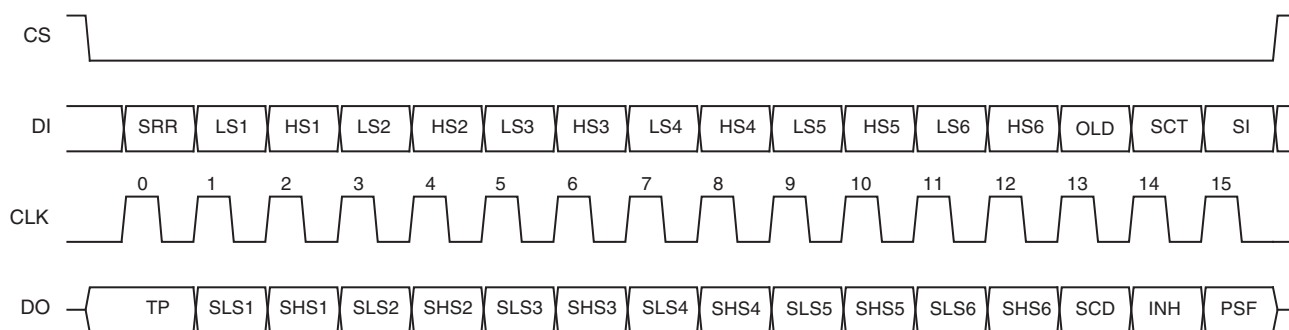 CS
DI SRR LS1 HS1 LS2 HS2 LS3 HS3 LS4 HS4 LS5 HS5 LS6 HS6 OLD SCT SI
0 1 2 3 4 5 6 7 8 9 10 11 12 13 14 15
CLK
DO TP SLS1 SHS1 SLS2 SHS2 SLS3 SHS3 SLS4 SHS4 SLS5 SHS5 SLS6 SHS6 SCD INH PSF